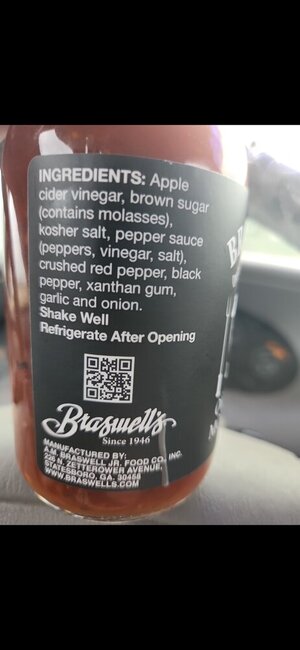 INGREDIENTS: Apple
cider vinegar, brown sugar
(contains molasses),
kosher salt, pepper sauce
(peppers, vinegar, salt),
crushed red pepper, black
pepper, xanthan gum,
garlic and onion.
Shake Well
Refrigerate After Opening
Braswell's
Since 1946
MANUFACTURED BY:
A.M. BRASWELL JR. FOOD CO., INC.
226 N. ZETTEROWER AVENUE,
STATESBORO, GA. 30458
WWW.BRASWELLS.COM